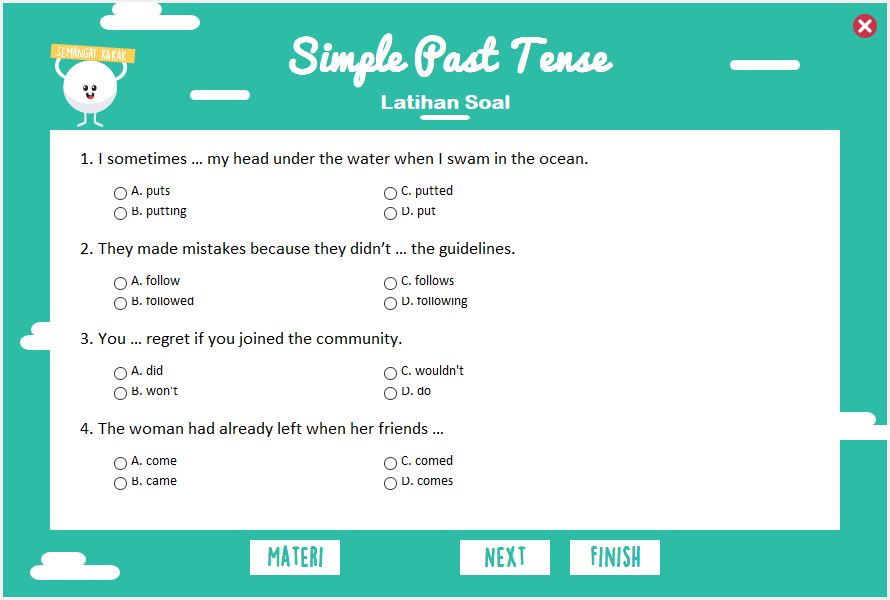 SEMANGAT KAKAK
Simple Past Tense
Latihan Soal
1. I sometimes ... my head under the water when I swam in the ocean.
A. puts C. putted
B. putting D. put
2. They made mistakes because they didn’t ... the guidelines.
A. follow C. follows
B. followed D. following
3. You ... regret if you joined the community.
A. did C. wouldn't
B. won't D. do
4. The woman had already left when her friends ...
A. come C. comed
B. came D. comes
MATERI NEXT FINISH